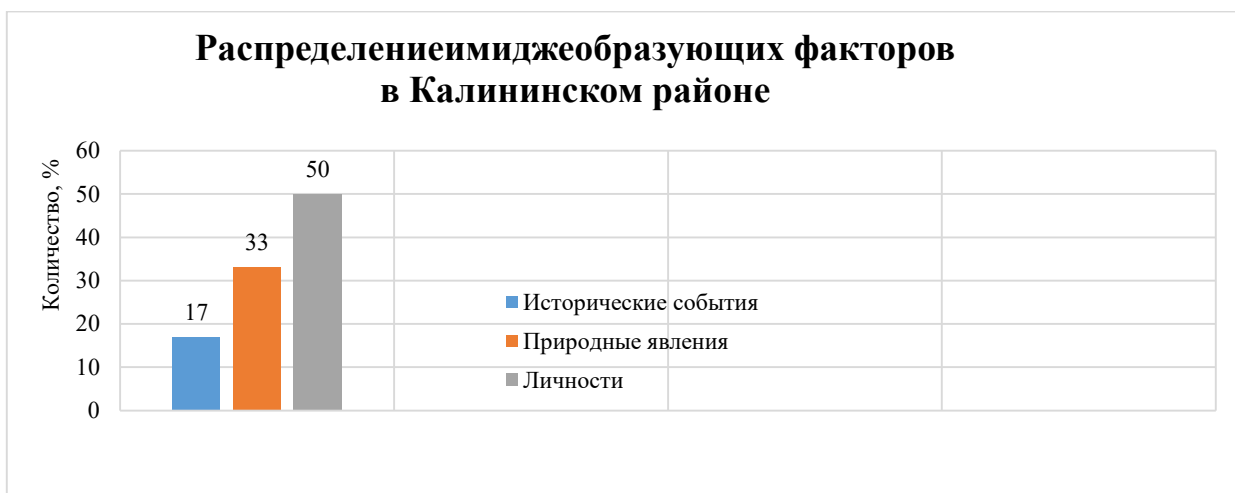 Распределениеимиджеобразующих факторов
в Калининском районе
Количество, %
60
50
40
30
20
10
0
17
33
50
Исторические события
Природные явления
Личности